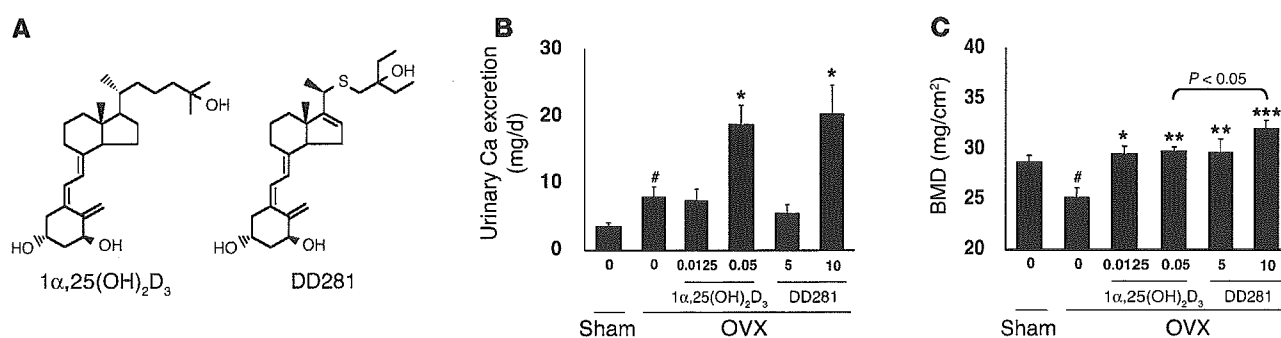 A
OH
HO
OH
1α,25(OH)₂D₃
S
OH
HO
OH
DD281
B
Urinary Ca excretion
(mg/d)
30
20
10
0
#
*
*
0 0 0.0125 0.05 5 10
1α,25(OH)₂D₃ DD281
Sham OVX
C
BMD (mg/cm²)
40
35
30
25
20
P < 0.05
#
*
**
**
***
0 0 0.0125 0.05 5 10
1α,25(OH)₂D₃ DD281
Sham OVX